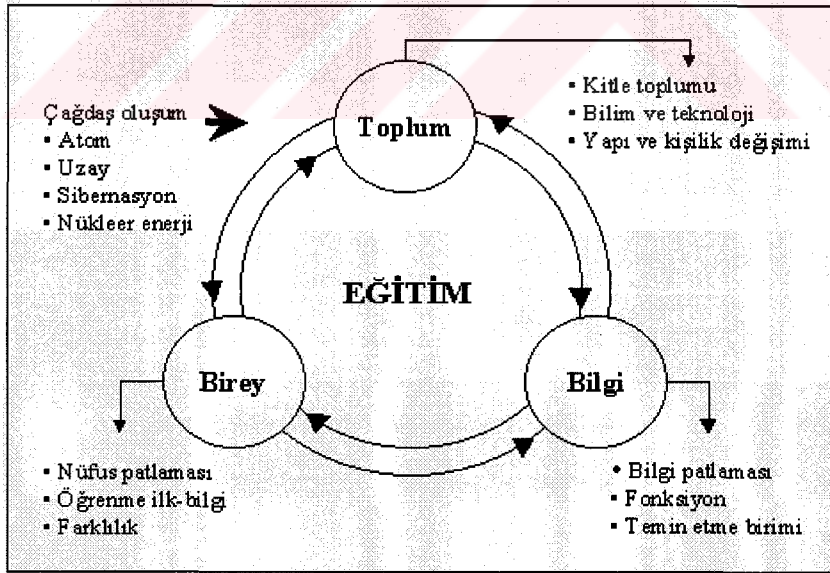 Çağdaş oluşum
▪ Atom
▪ Uzay
▪ Sibernasyon
▪ Nükleer enerji
Toplum
▪ Kitle toplumu
▪ Bilim ve teknoloji
▪ Yapı ve kişilik değişimi
EĞİTİM
Birey
Bilgi
▪ Nüfus patlaması
▪ Öğrenme ilk-bilgi
▪ Farklılık
• Bilgi patlaması
▪ Fonksiyon
▪ Temin etme birimi